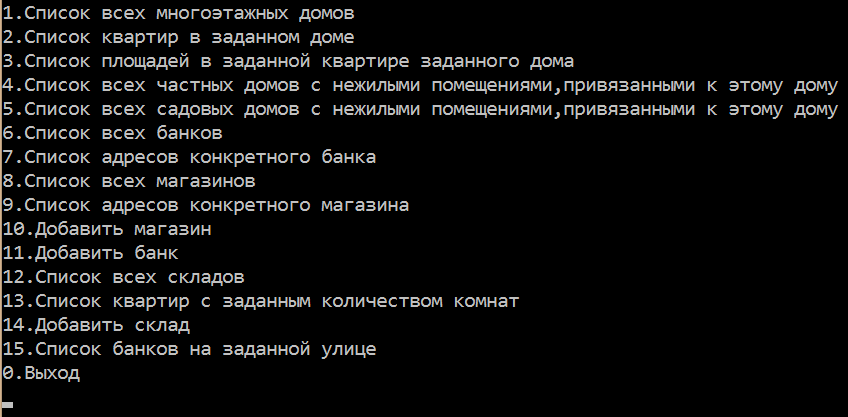 1.Список всех многоэтажных домов
2.Список квартир в заданном доме
3.Список площадей в заданной квартире заданного дома
4.Список всех частных домов с нежилыми помещениями,привязанными к этому дому
5.Список всех садовых домов с нежилыми помещениями,привязанными к этому дому
6.Список всех банков
7.Список адресов конкретного банка
8.Список всех магазинов
9.Список адресов конкретного магазина
10.Добавить магазин
11.Добавить банк
12.Список всех складов
13.Список квартир с заданным количеством комнат
14.Добавить склад
15.Список банков на заданной улице
0.Выход